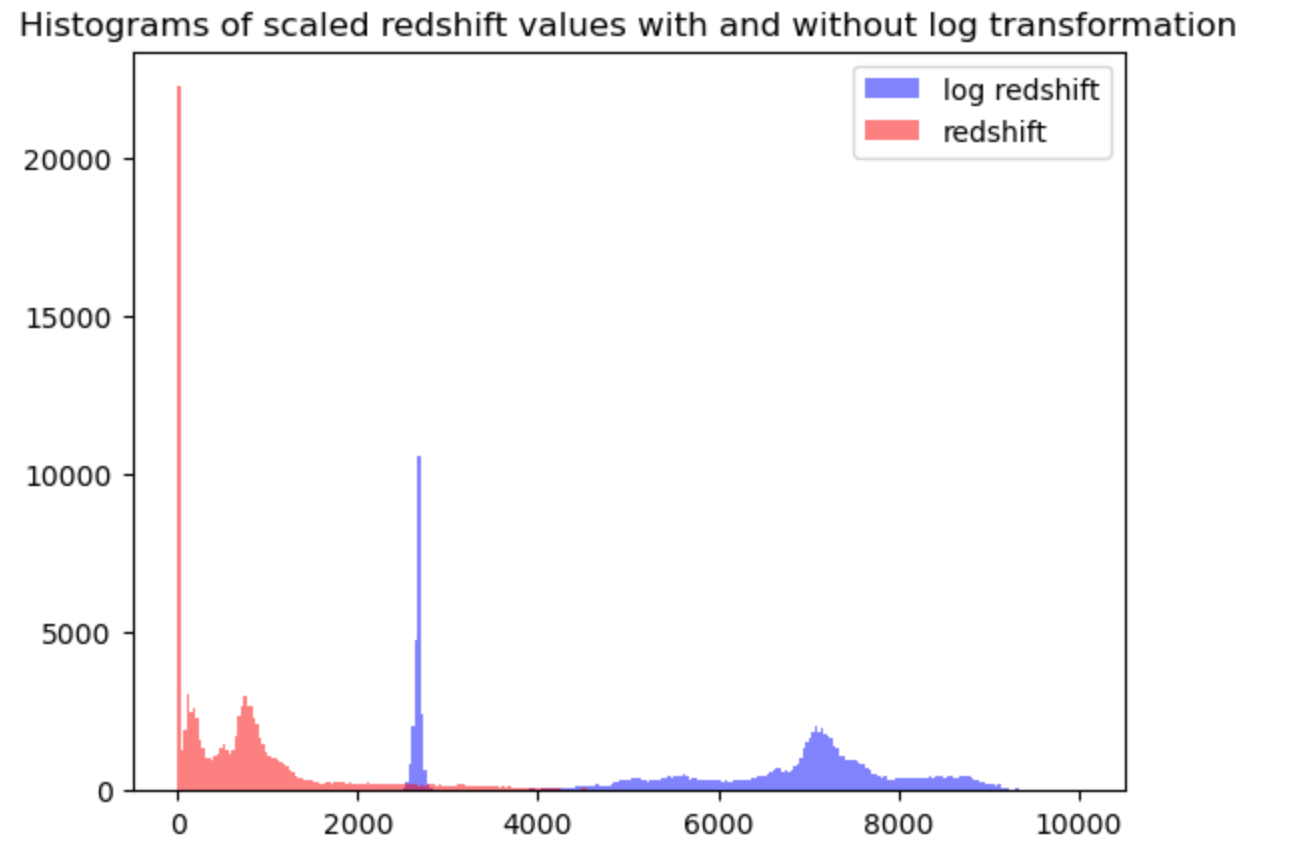 Histograms of scaled redshift values with and without log transformation
log redshift
redshift
20000
15000
10000
5000
0
0 2000 4000 6000 8000 10000